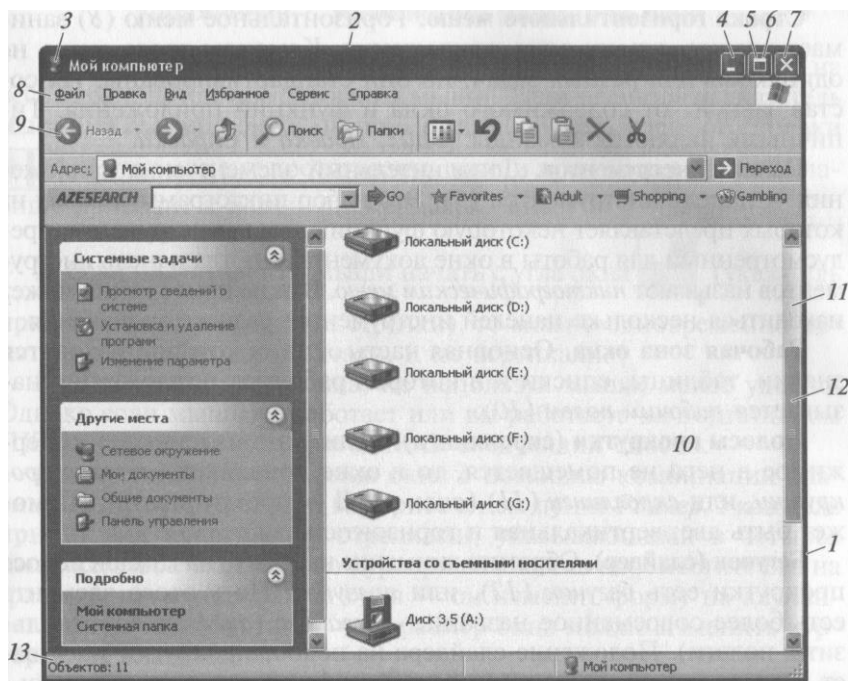 3
2
4
5
6
7
Мой компьютер
8
Файл Правка Вид Избранное Сервис Справка
9
Назад Поиск Папки
Адрес: Мой компьютер Переход
AZESEARCH GO Favorites Adult Shopping Gambling
Системные задачи
Просмотр сведений о
системе
Установка и удаление
програнн
Изменение параметра
Другие места
Сетевое окружение
Мои документы
Общие документы
Панель управления
Подробно
Мой компьютер
Системная папка
Локальный диск (C:)
Локальный диск (D:)
Локальный диск (E:)
Локальный диск (F:)
Локальный диск (G:)
Устройства со съемными носителями
Диск 3,5 (A:)
10
11
12
1
13
Объектов: 11
Мой компьютер